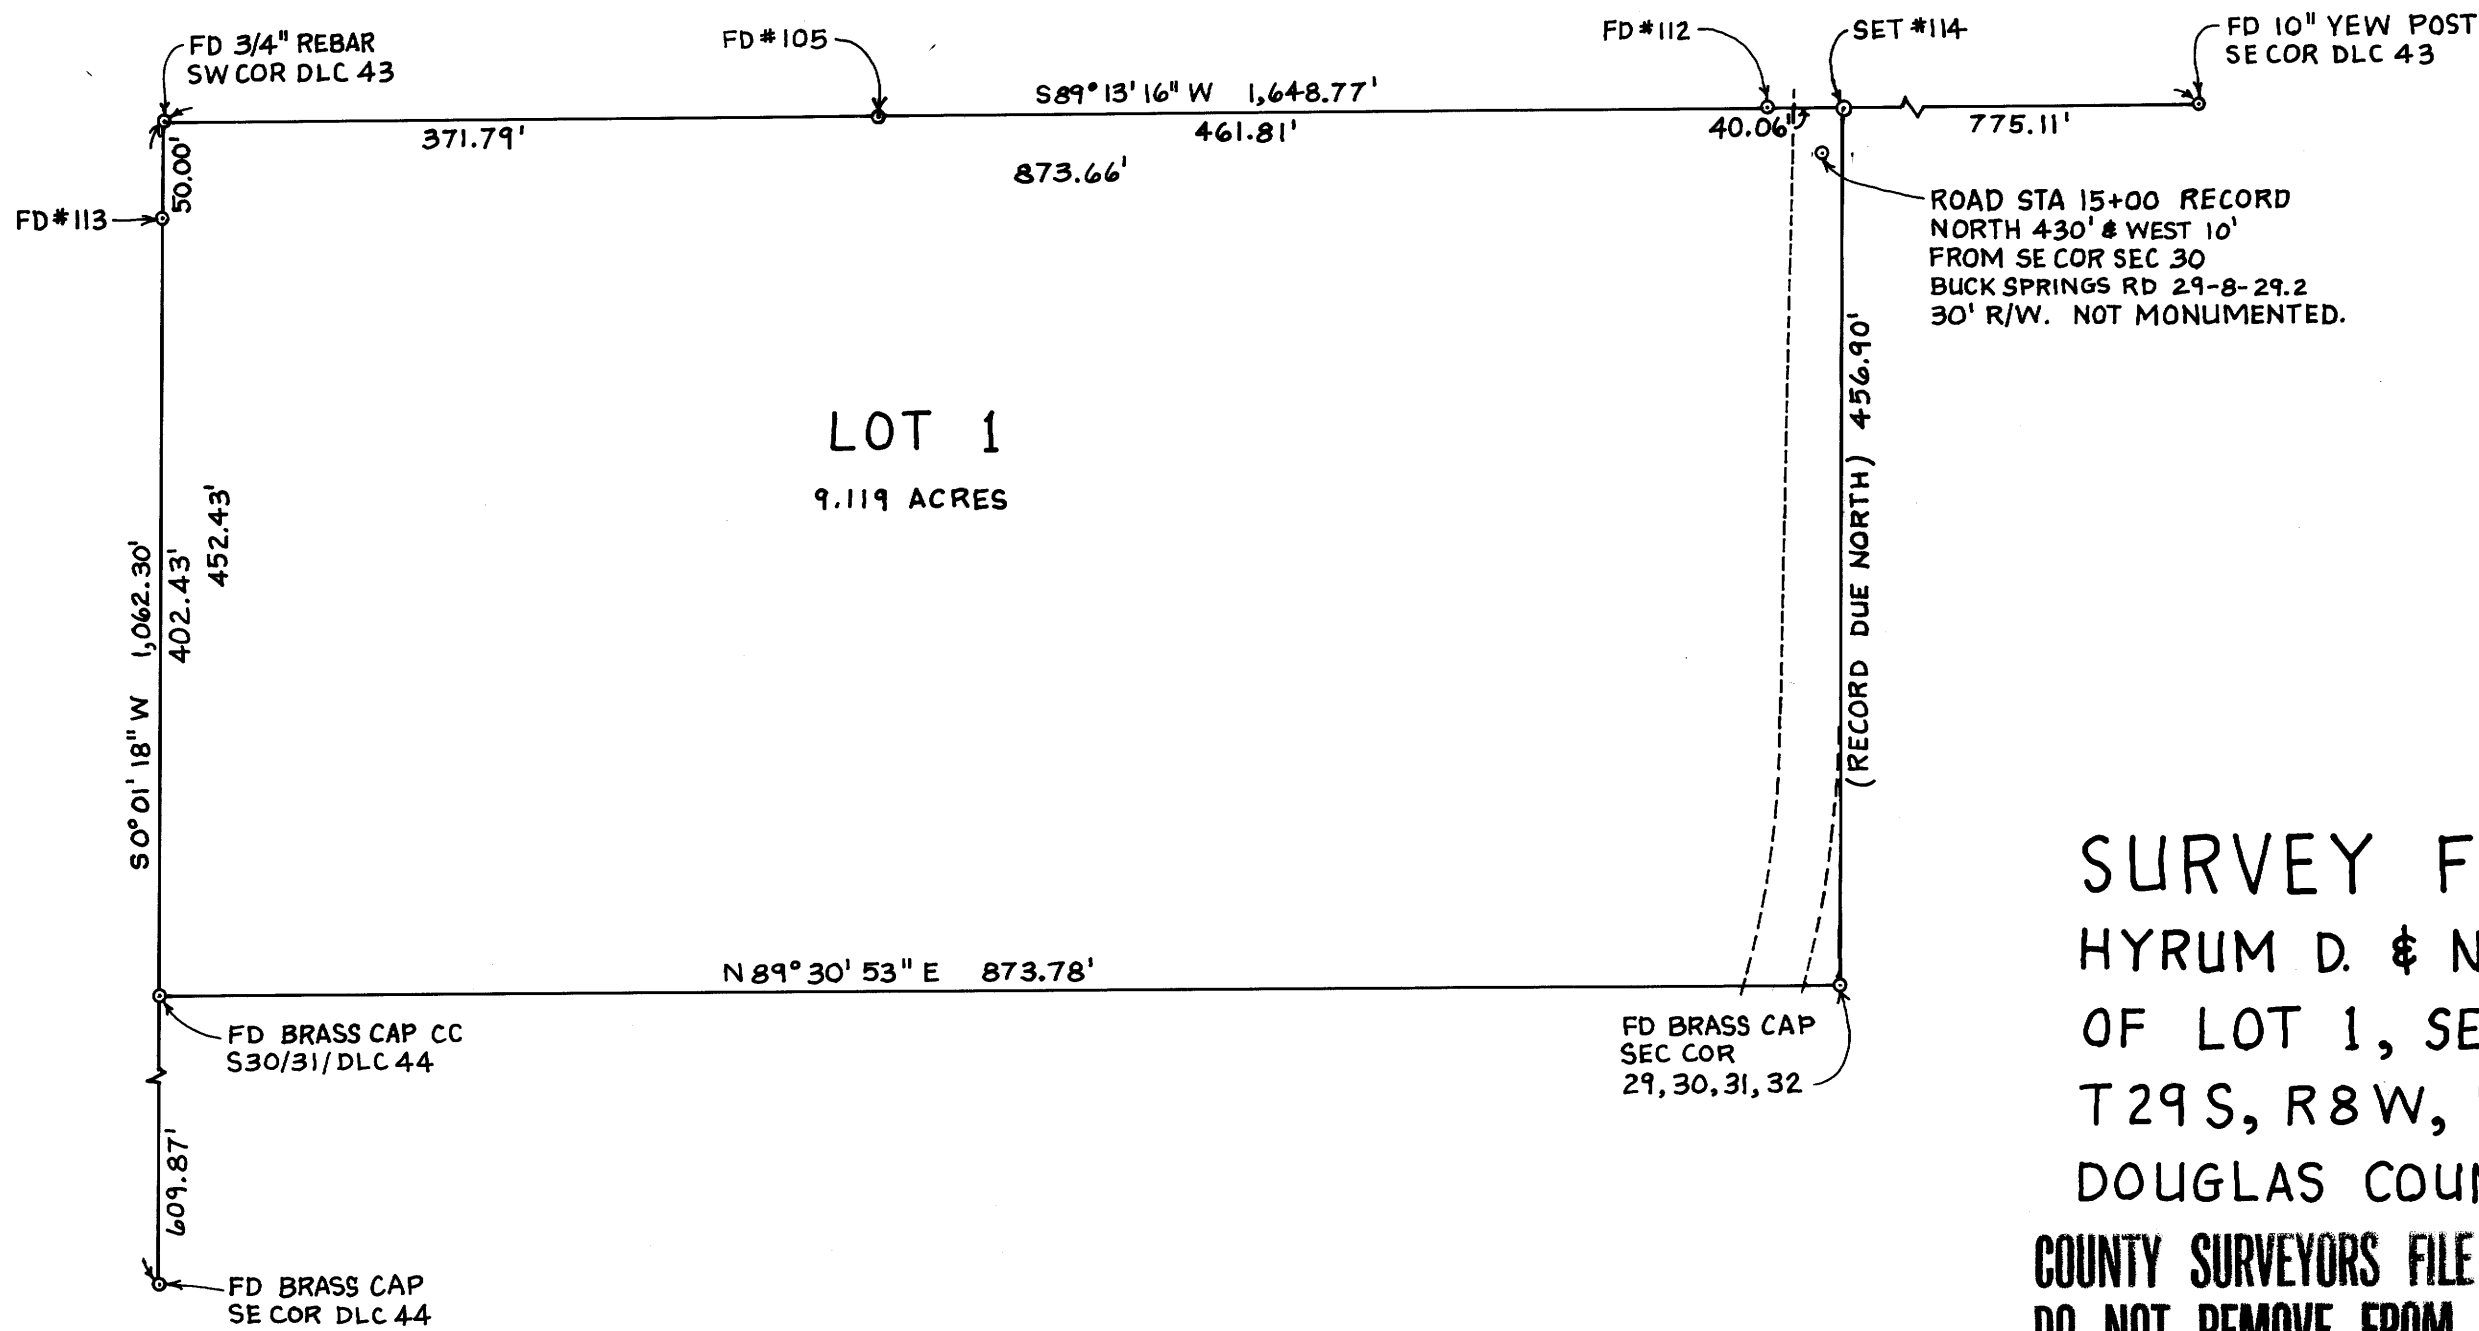 FD 3/4" REBAR
SW COR DLC 43
FD #105
FD #112
SET #114
FD 10" YEW POST
SE COR DLC 43
S89° 13' 16" W 1,648.77'
371.79'
461.81'
40.06'
775.11'
873.66'
50.00'
FD #113
ROAD STA 15+00 RECORD
NORTH 430' & WEST 10'
FROM SE COR SEC 30
BUCK SPRINGS RD 29-8-29.2
30' R/W. NOT MONUMENTED.
LOT 1
9.119 ACRES
(RECORD DUE NORTH) 456.90'
S0° 01' 18" W 1,062.30'
402.43'
452.43'
N 89° 30' 53" E 873.78'
FD BRASS CAP CC
S30/31/DLC 44
FD BRASS CAP
SEC COR
29, 30, 31, 32
609.87'
FD BRASS CAP
SE COR DLC 44
SURVEY F
HYRUM D. & N
OF LOT 1, SE
T29S, R8W,
DOUGLAS COUN
COUNTY SURVEYORS FILE
DO NOT REMOVE FROM